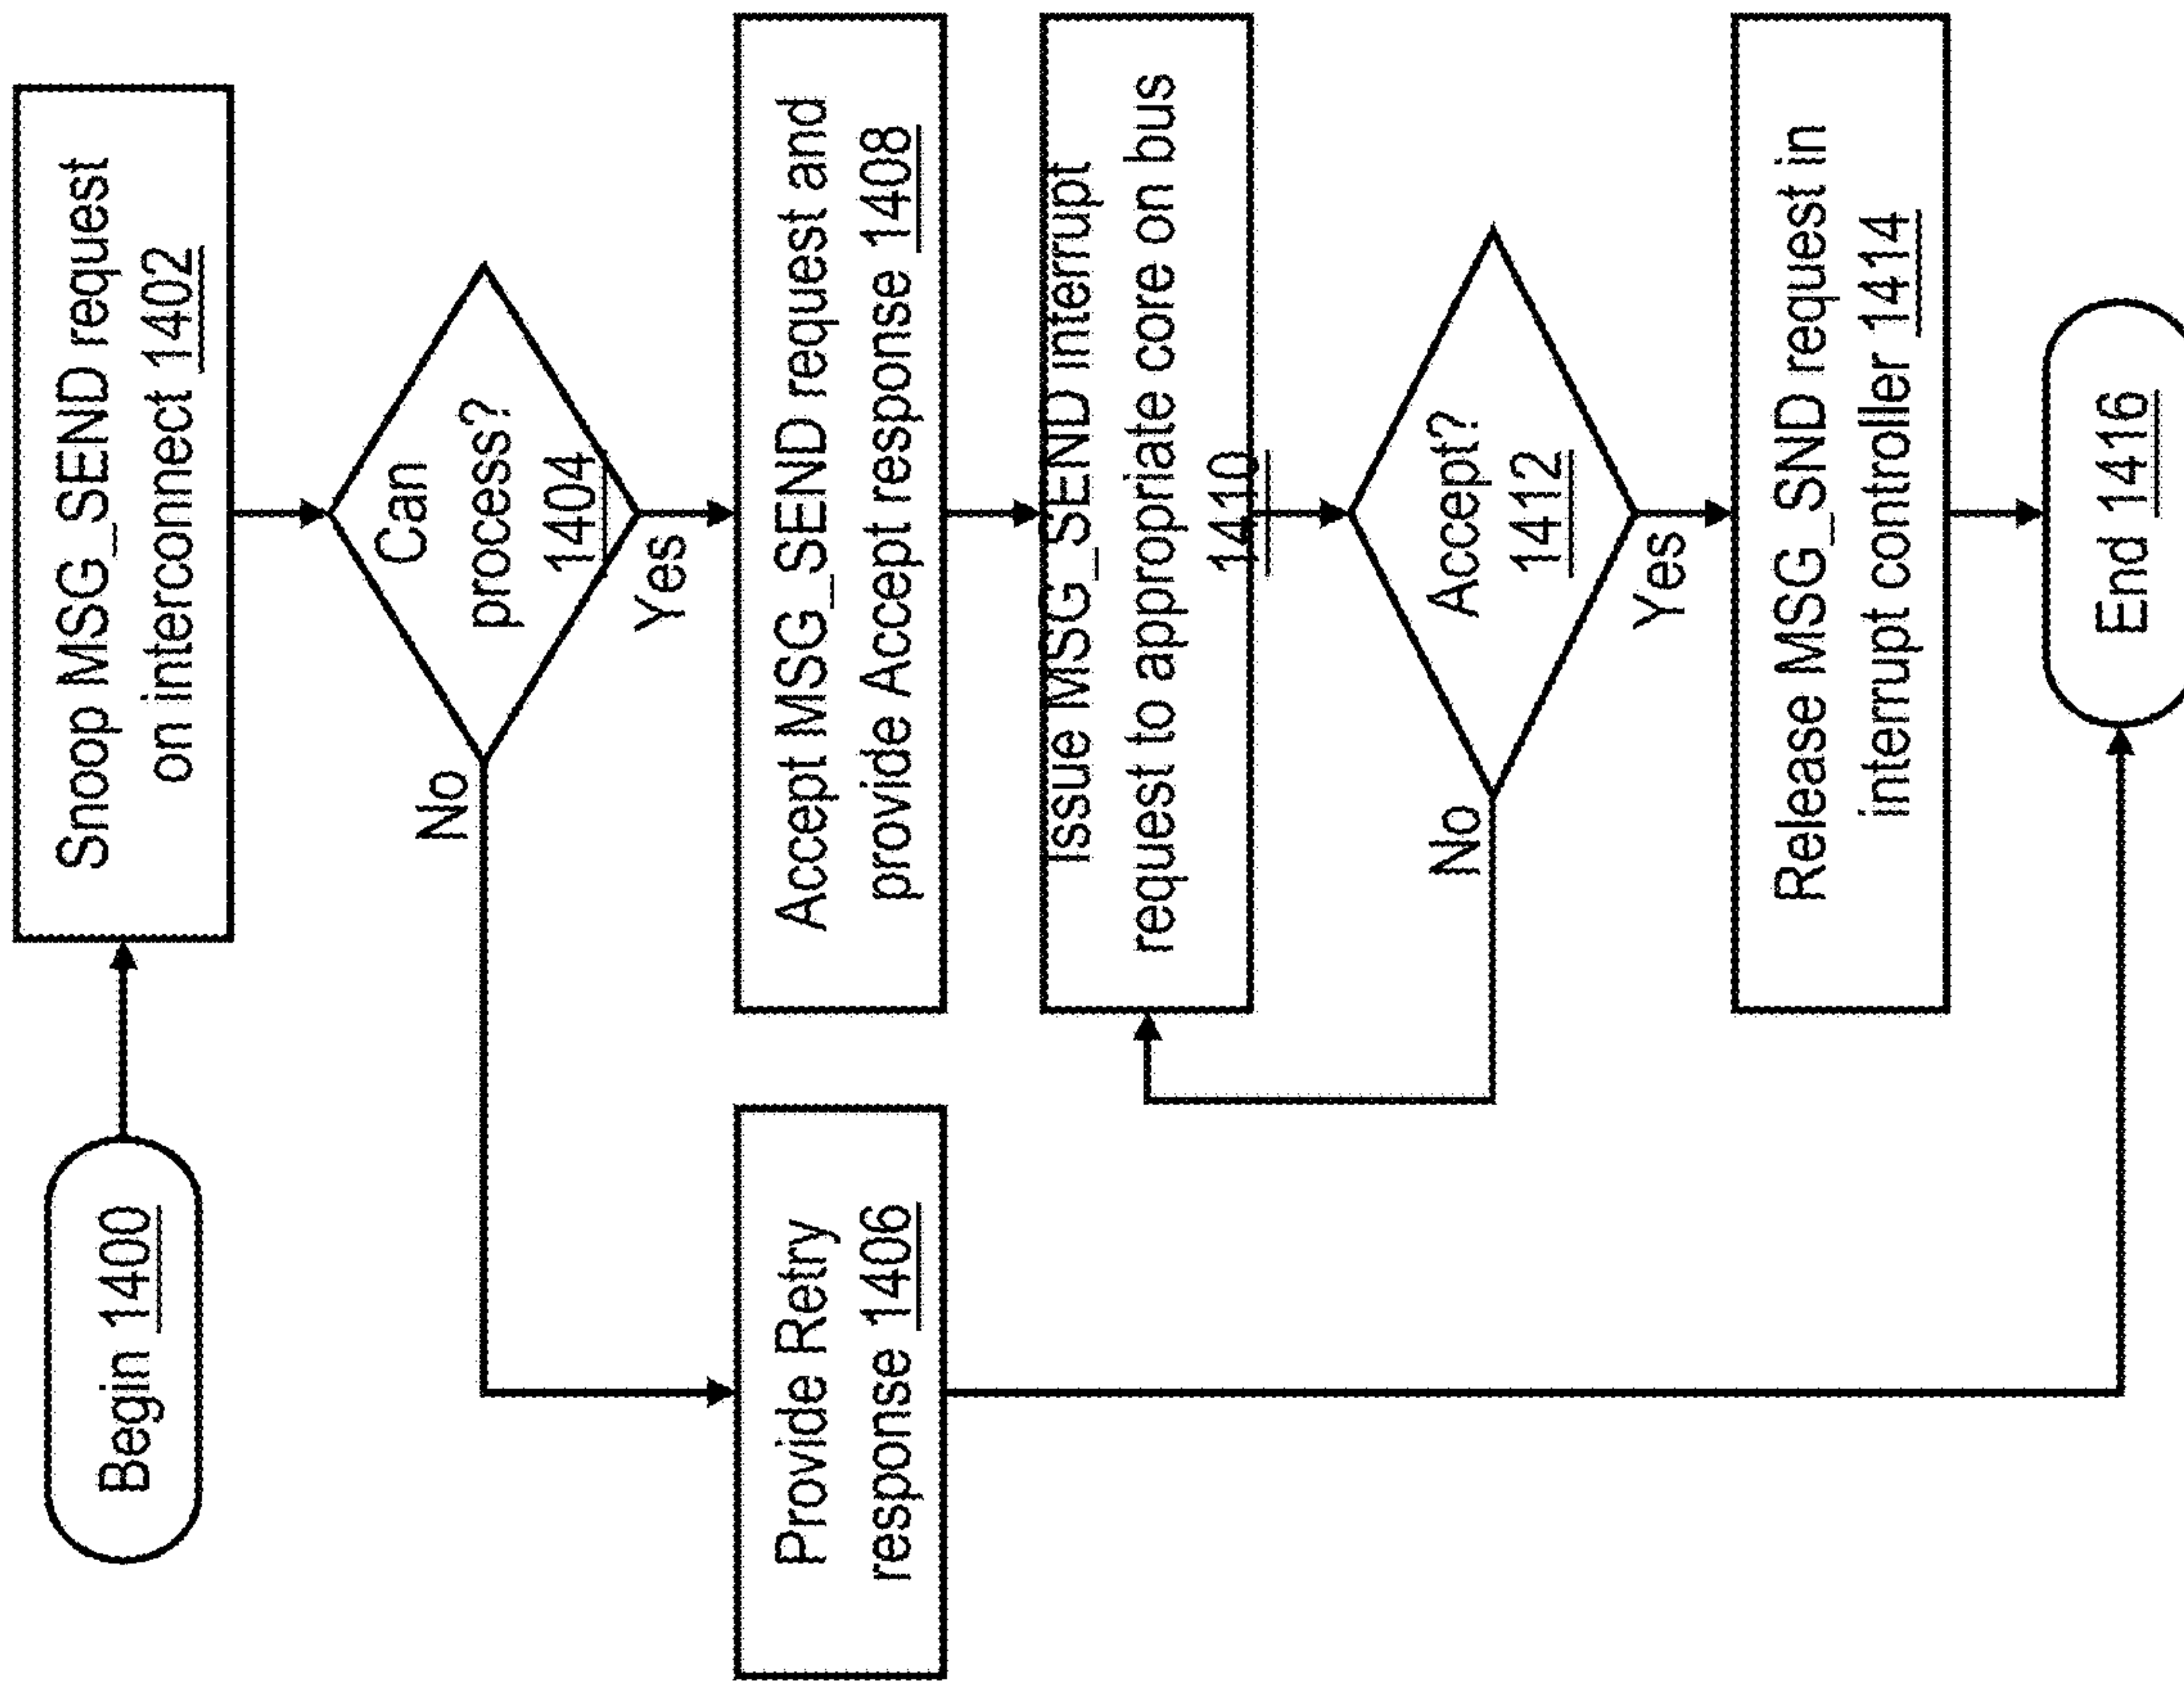 Begin 1400
Snoop MSG_SEND request
on interconnect 1402
Can
process?
1404
No
Yes
Provide Retry
response 1406
Accept MSG_SEND request and
provide Accept response 1408
Issue MSG_SEND interrupt
request to appropriate core on bus
1410
Accept?
1412
No
Yes
Release MSG_SND request in
interrupt controller 1414
End 1416